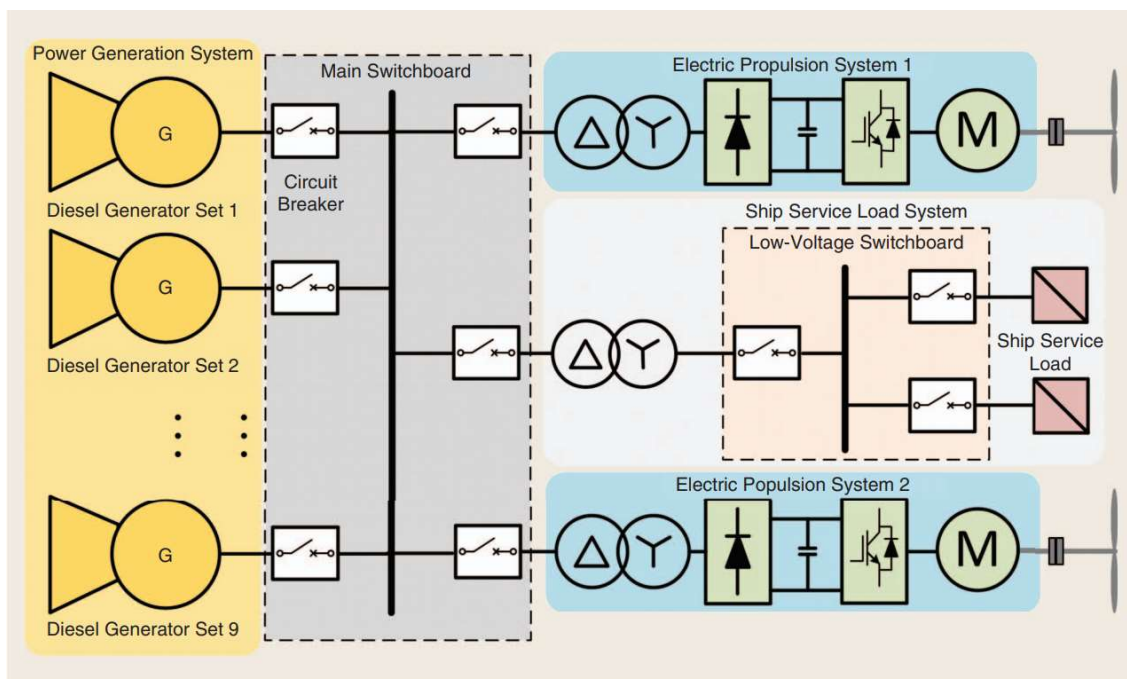 Power Generation System
Main Switchboard
Electric Propulsion System 1
G
M
Diesel Generator Set 1
Circuit
Breaker
Ship Service Load System
Low-Voltage Switchboard
G
Diesel Generator Set 2
Ship Service
Load
Electric Populsion System 2
G
M
Diesel Generator Set 9